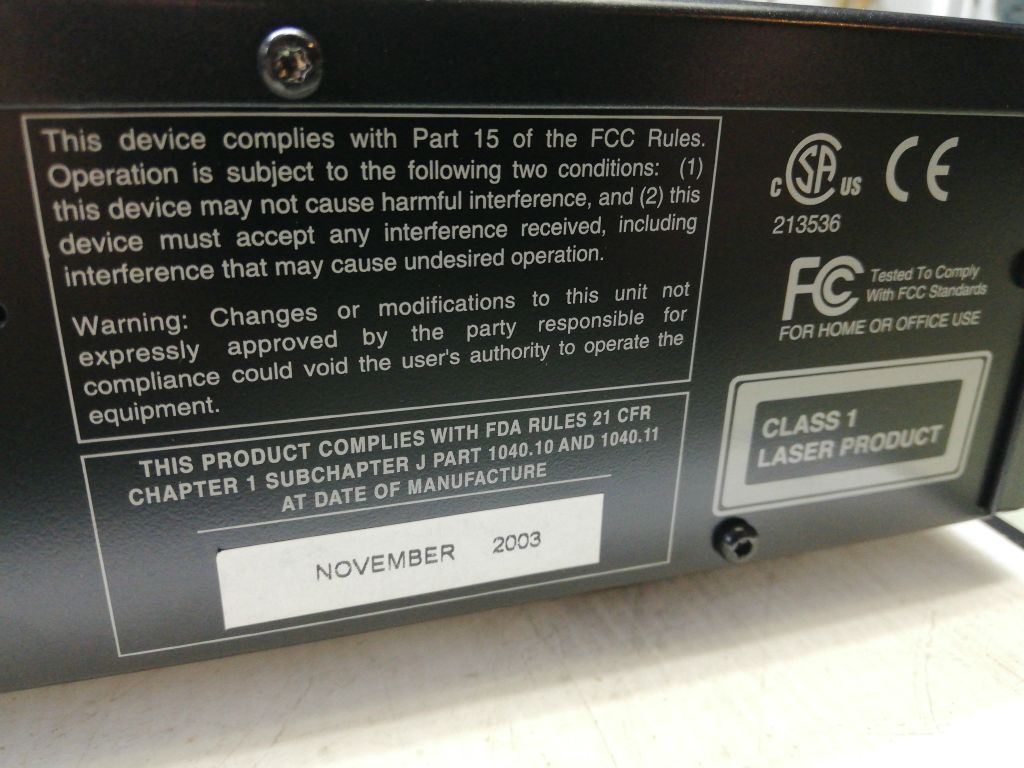 This device complies with Part 15 of the FCC Rules.
Operation is subject to the following two conditions: (1)
this device may not cause harmful interference, and (2) this
device must accept any interference received, including
interference that may cause undesired operation.
Warning: Changes or modifications to this unit not
expressly approved by the party responsible for
compliance could void the user's authority to operate the
equipment.
THIS PRODUCT COMPLIES WITH FDA RULES 21 CFR
CHAPTER 1 SUBCHAPTER J PART 1040.10 AND 1040.11
AT DATE OF MANUFACTURE
NOVEMBER 2003
C SA US
CE
213536
FC Tested To Comply
With FCC Standards
FOR HOME OR OFFICE USE
CLASS 1
LASER PRODUCT